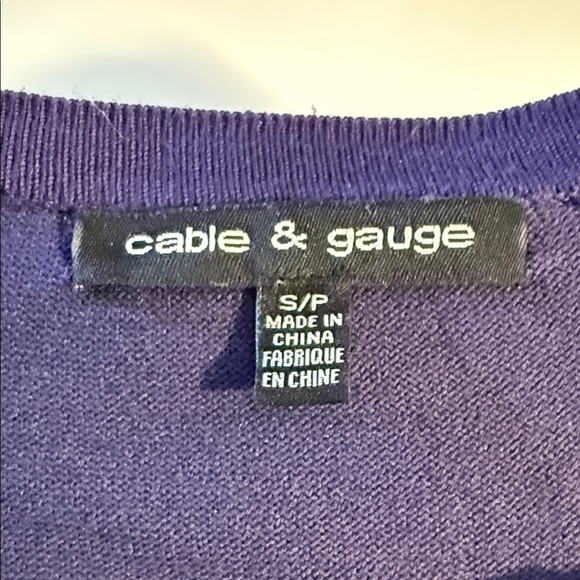 cable & gauge
S/P
MADE IN
CHINA
FABRIQUE
EN CHINE